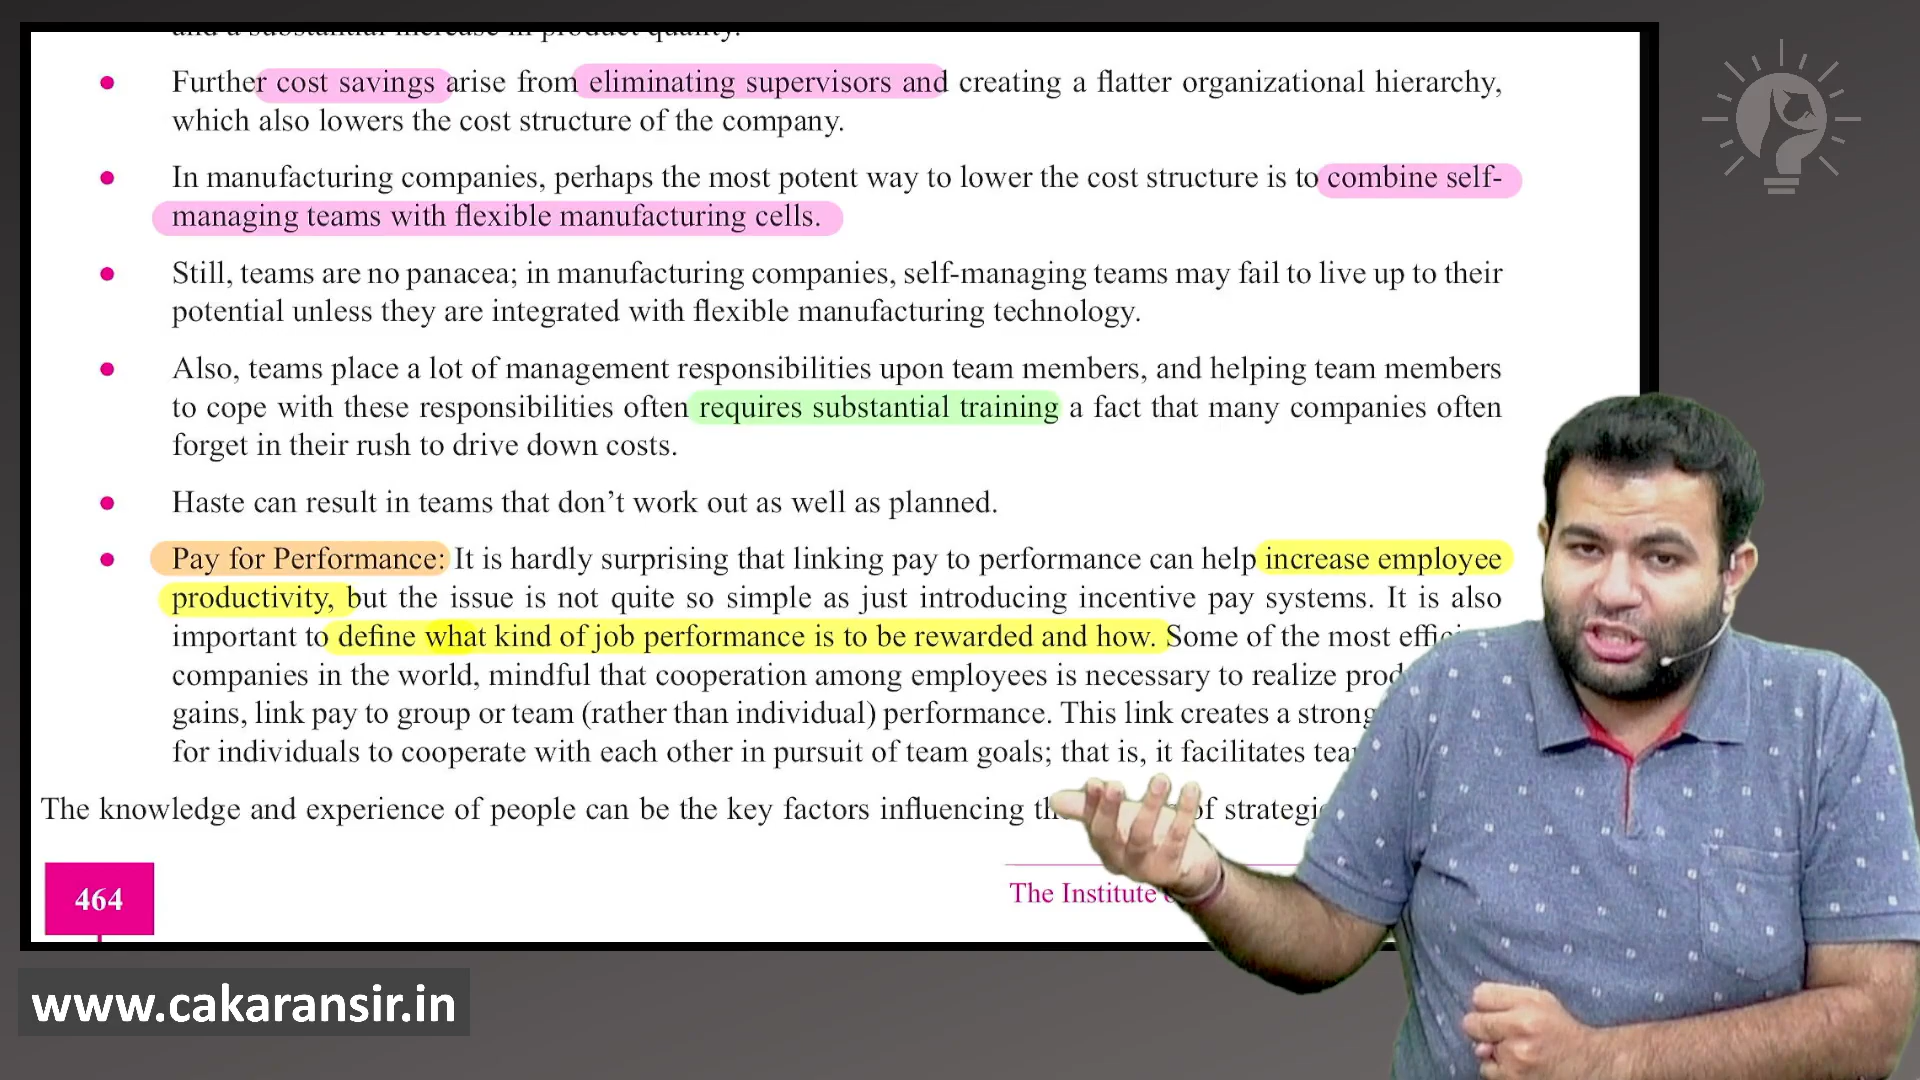 and a substantial increase in product quality.
Further cost savings arise from eliminating supervisors and creating a flatter organizational hierarchy,
which also lowers the cost structure of the company.
In manufacturing companies, perhaps the most potent way to lower the cost structure is to combine self-
managing teams with flexible manufacturing cells.
Still, teams are no panacea; in manufacturing companies, self-managing teams may fail to live up to their
potential unless they are integrated with flexible manufacturing technology.
Also, teams place a lot of management responsibilities upon team members, and helping team members
to cope with these responsibilities often requires substantial training a fact that many companies often
forget in their rush to drive down costs.
Haste can result in teams that don’t work out as well as planned.
Pay for Performance: It is hardly surprising that linking pay to performance can help increase employee
productivity, but the issue is not quite so simple as just introducing incentive pay systems. It is also
important to define what kind of job performance is to be rewarded and how. Some of the most
companies in the world, mindful that cooperation among employees is necessary to realize
gains, link pay to group or team (rather than individual) performance. This link creates a strong
for individuals to cooperate with each other in pursuit of team goals; that is, it facilitates
The knowledge and experience of people can be the key factors influencing of
464
The Institute
www.cakaransir.in